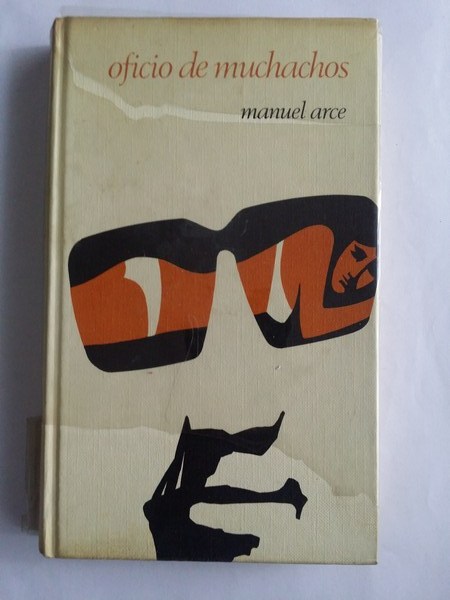 oficio de muchachos
manuel arce